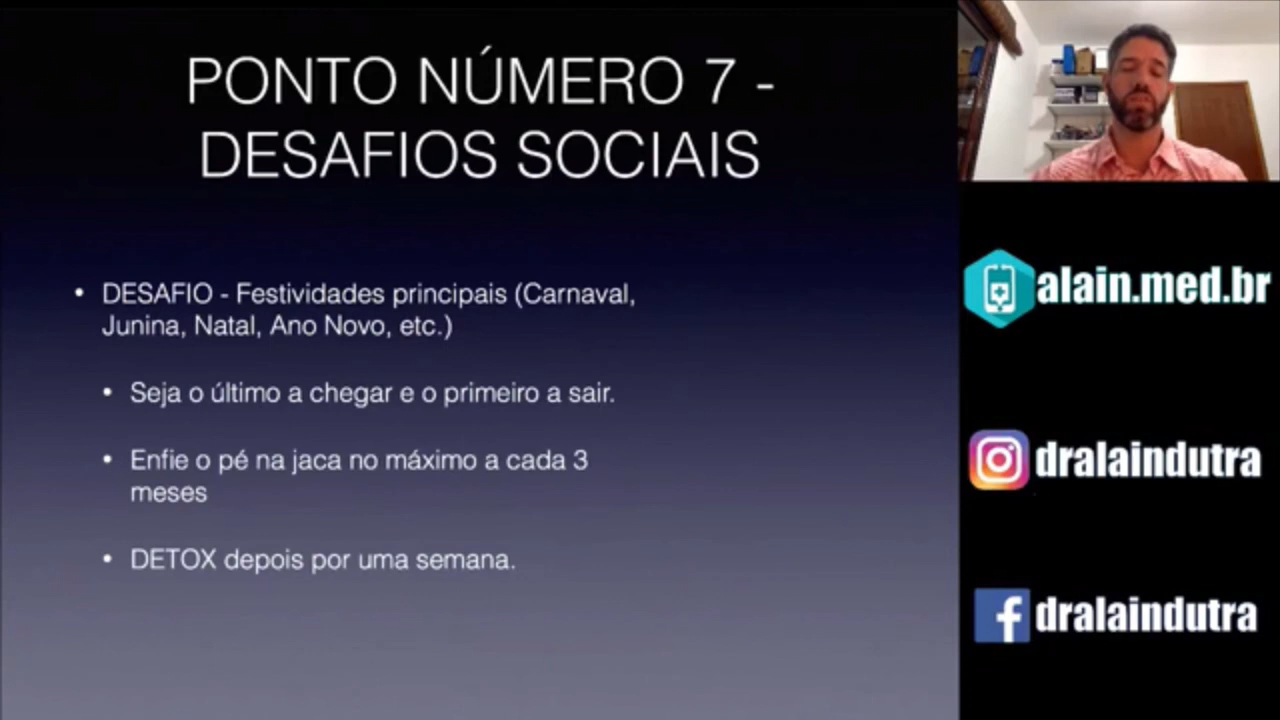 PONTO NÚMERO 7 -
DESAFIOS SOCIAIS
• DESAFIO - Festividades principais (Carnaval,
Junina, Natal, Ano Novo, etc.)
• Seja o último a chegar e o primeiro a sair.
• Enfie o pé na jaca no máximo a cada 3
meses
• DETOX depois por uma semana.
alain.med.br
dralaindutra
dralaindutra